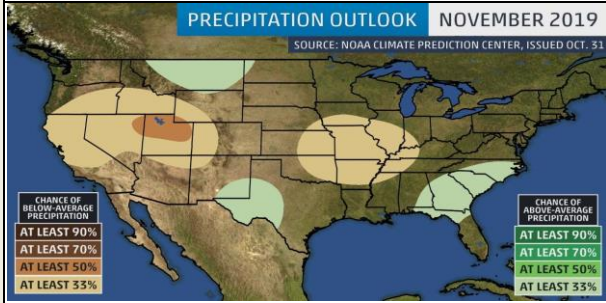 PRECIPITATION OUTLOOK NOVEMBER 2019
SOURCE: NOAA CLIMATE PREDICTION CENTER, ISSUED OCT. 31
CHANCE OF
BELOW-AVERAGE
PRECIPITATION
AT LEAST 90%
AT LEAST 70%
AT LEAST 50%
AT LEAST 33%
CHANCE OF
ABOVE-AVERAGE
PRECIPITATION
AT LEAST 90%
AT LEAST 70%
AT LEAST 50%
AT LEAST 33%